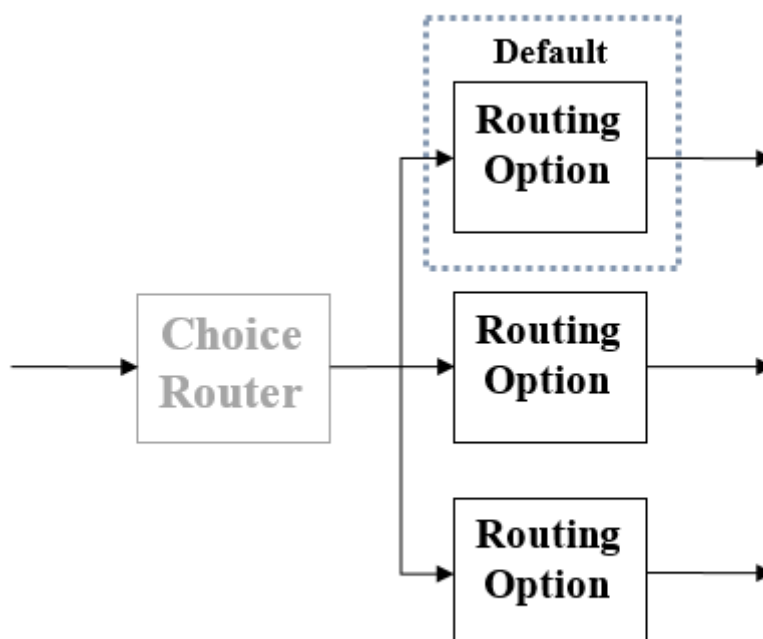 Default
Routing
Option
Choice
Router
Routing
Option
Routing
Option